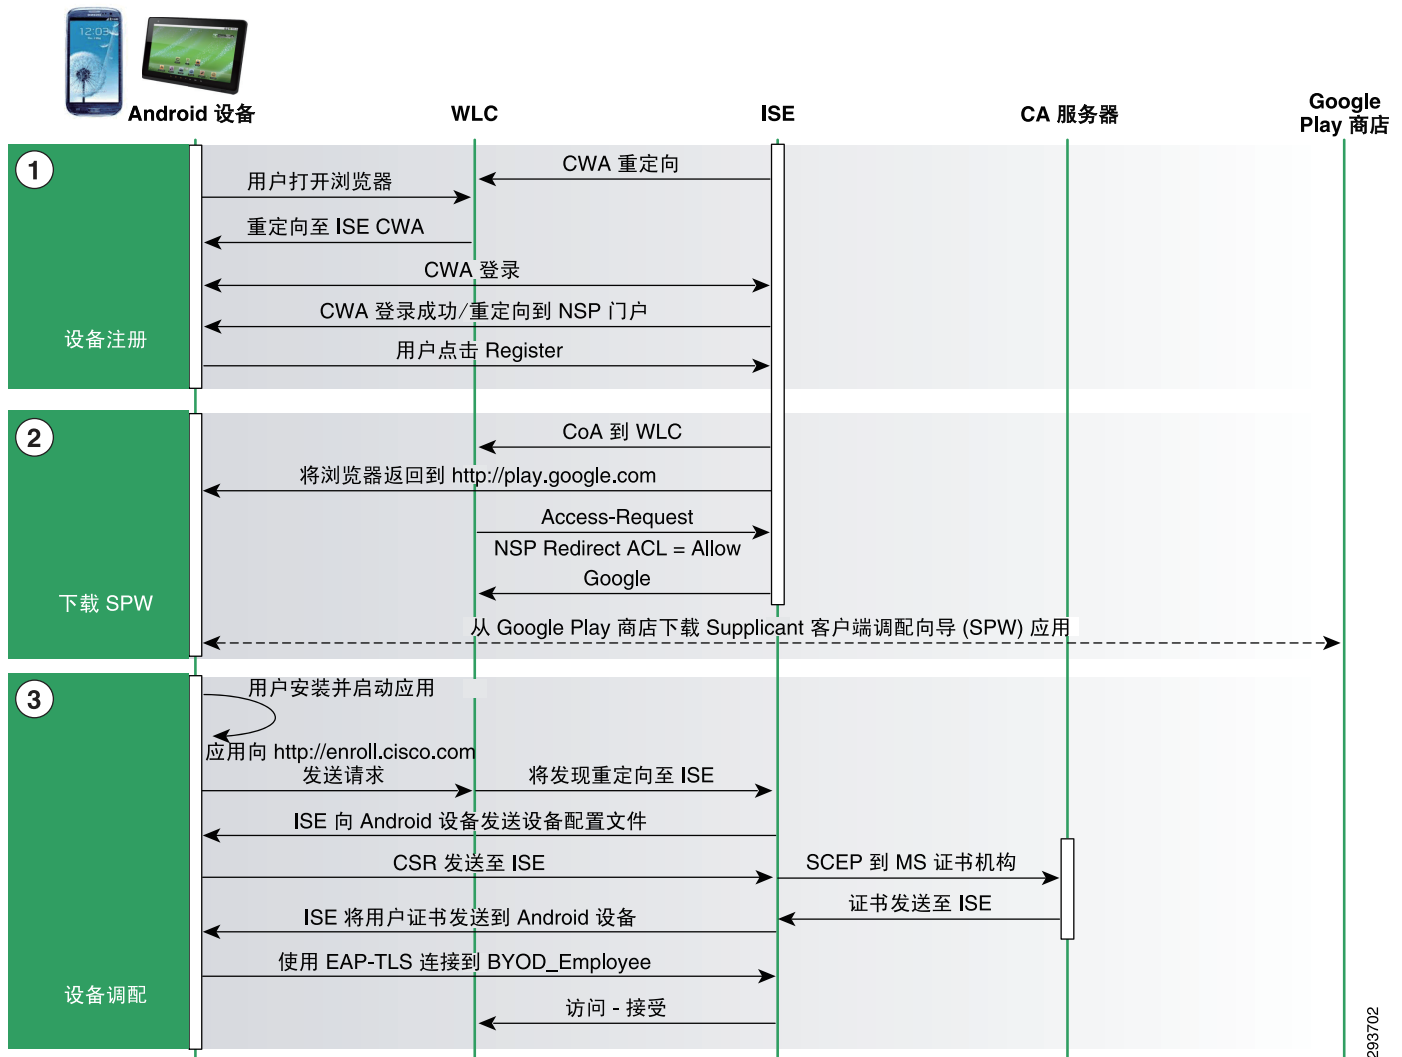 12:03
Android 设备
WLC
ISE
CA 服务器
Google
Play 商店
1
CWA 重定向
用户打开浏览器
重定向至 ISE CWA
CWA 登录
CWA 登录成功/重定向到 NSP 门户
设备注册
用户点击 Register
2
CoA 到 WLC
将浏览器返回到 http://play.google.com
Access-Request
NSP Redirect ACL = Allow
Google
下载 SPW
从 Google Play 商店下载 Supplicant 客户端调配向导 (SPW) 应用
3
用户安装并启动应用
应用向 http://enroll.cisco.com
发送请求
将发现重定向至 ISE
ISE 向 Android 设备发送设备配置文件
CSR 发送至 ISE
SCEP 到 MS 证书机构
证书发送至 ISE
ISE 将用户证书发送到 Android 设备
使用 EAP-TLS 连接到 BYOD_Employee
设备调配
访问 - 接受
293702